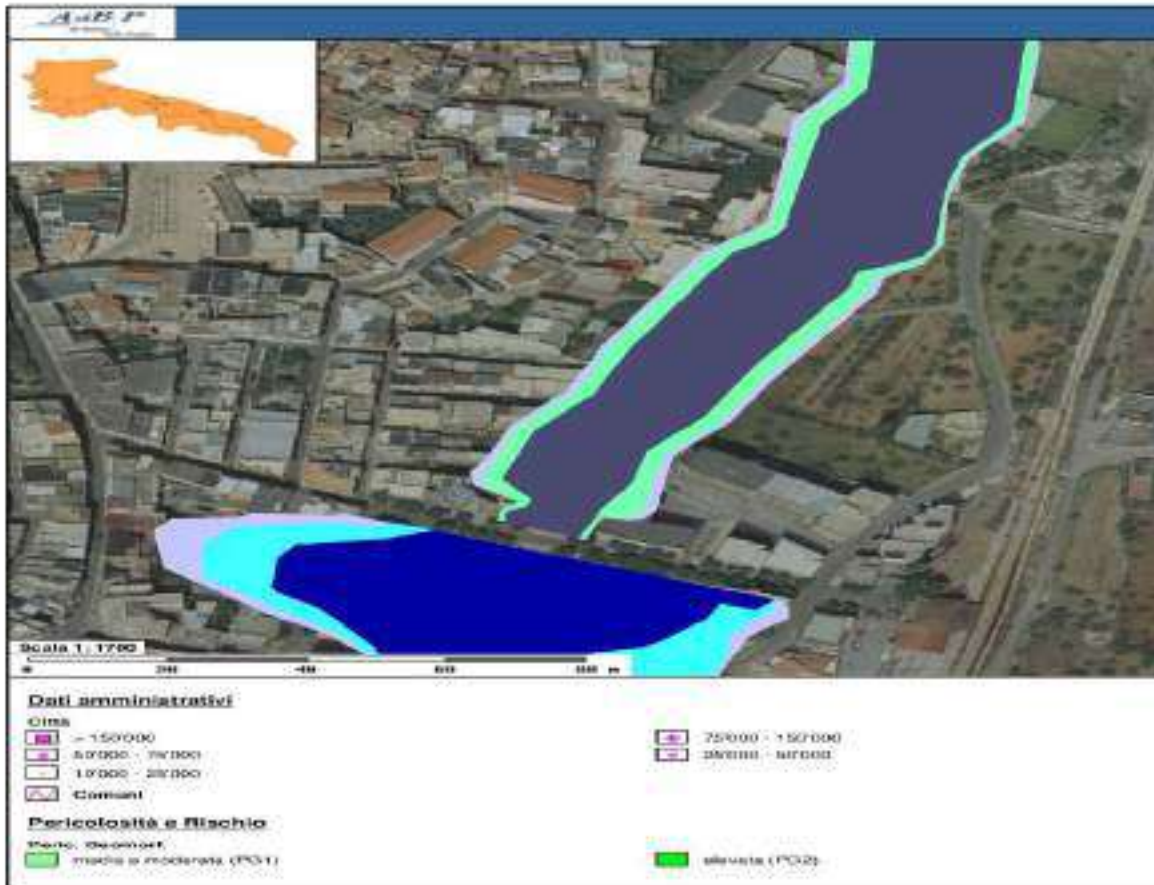 AdB P
Scala 1: 1700
0 20 40 60 80 m
Dati amministrativi
Città
150'000
75'000 - 150'000
50'000 - 75'000
25'000 - 50'000
10'000 - 25'000
Comuni
Pericolosità e Rischio
Peric. Geomorf.
media e moderata (PG1)
elevata (PG2)